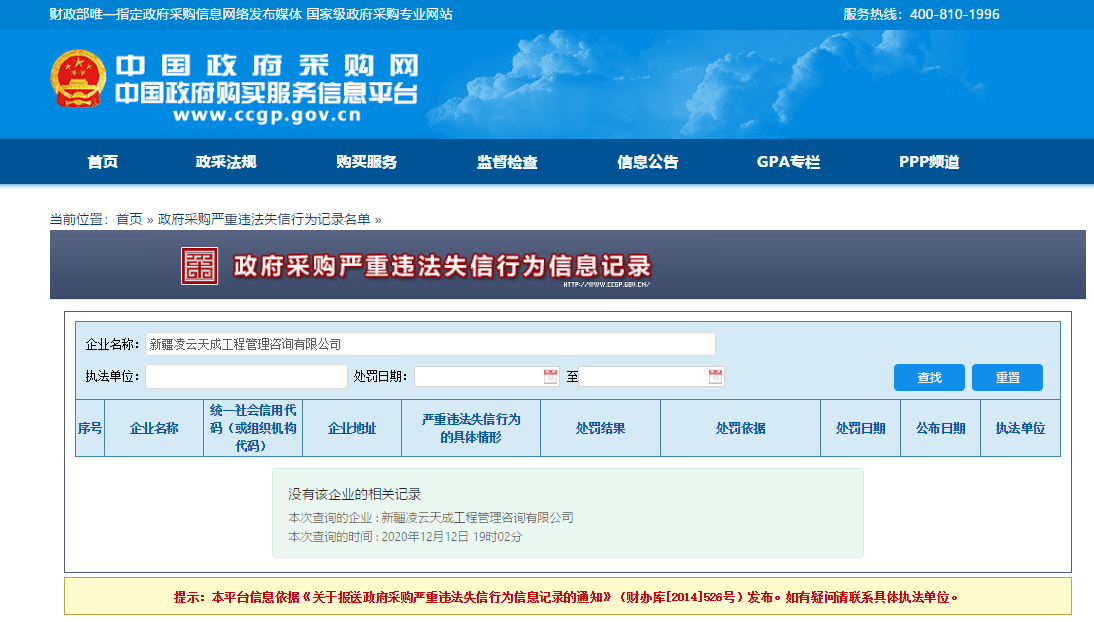 财政部唯一指定政府采购信息网络发布媒体 国家级政府采购专业网站
服务热线：400-810-1996
中国政府采购网
中国政府购买服务信息平台
www.ccgp.gov.cn
首页 政采法规 购买服务 监督检查 信息公告 GPA专栏 PPP频道
当前位置：首页 » 政府采购严重违法失信行为记录名单 »
政府采购严重违法失信行为信息记录
HTTP://WWW.CCGP.GOV.CN/
企业名称：新疆凌云天成工程管理咨询有限公司
执法单位： 处罚日期： 至
查找 重置
序号
企业名称
统一社会信用代
码（或组织机构
代码）
企业地址
严重违法失信行为
的具体情形
处罚结果
处罚依据
处罚日期
公布日期
执法单位
没有该企业的相关记录
本次查询的企业 : 新疆凌云天成工程管理咨询有限公司
本次查询的时间 : 2020年12月12日 19时02分
提示：本平台信息依据《关于报送政府采购严重违法失信行为信息记录的通知》（财办库[2014]526号）发布。如有疑问请联系具体执法单位。